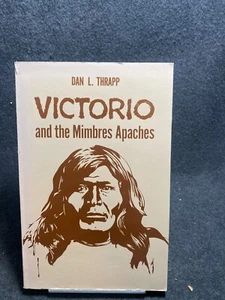 DAN L. THRAPP
VICTORIO
and the Mimbres Apaches